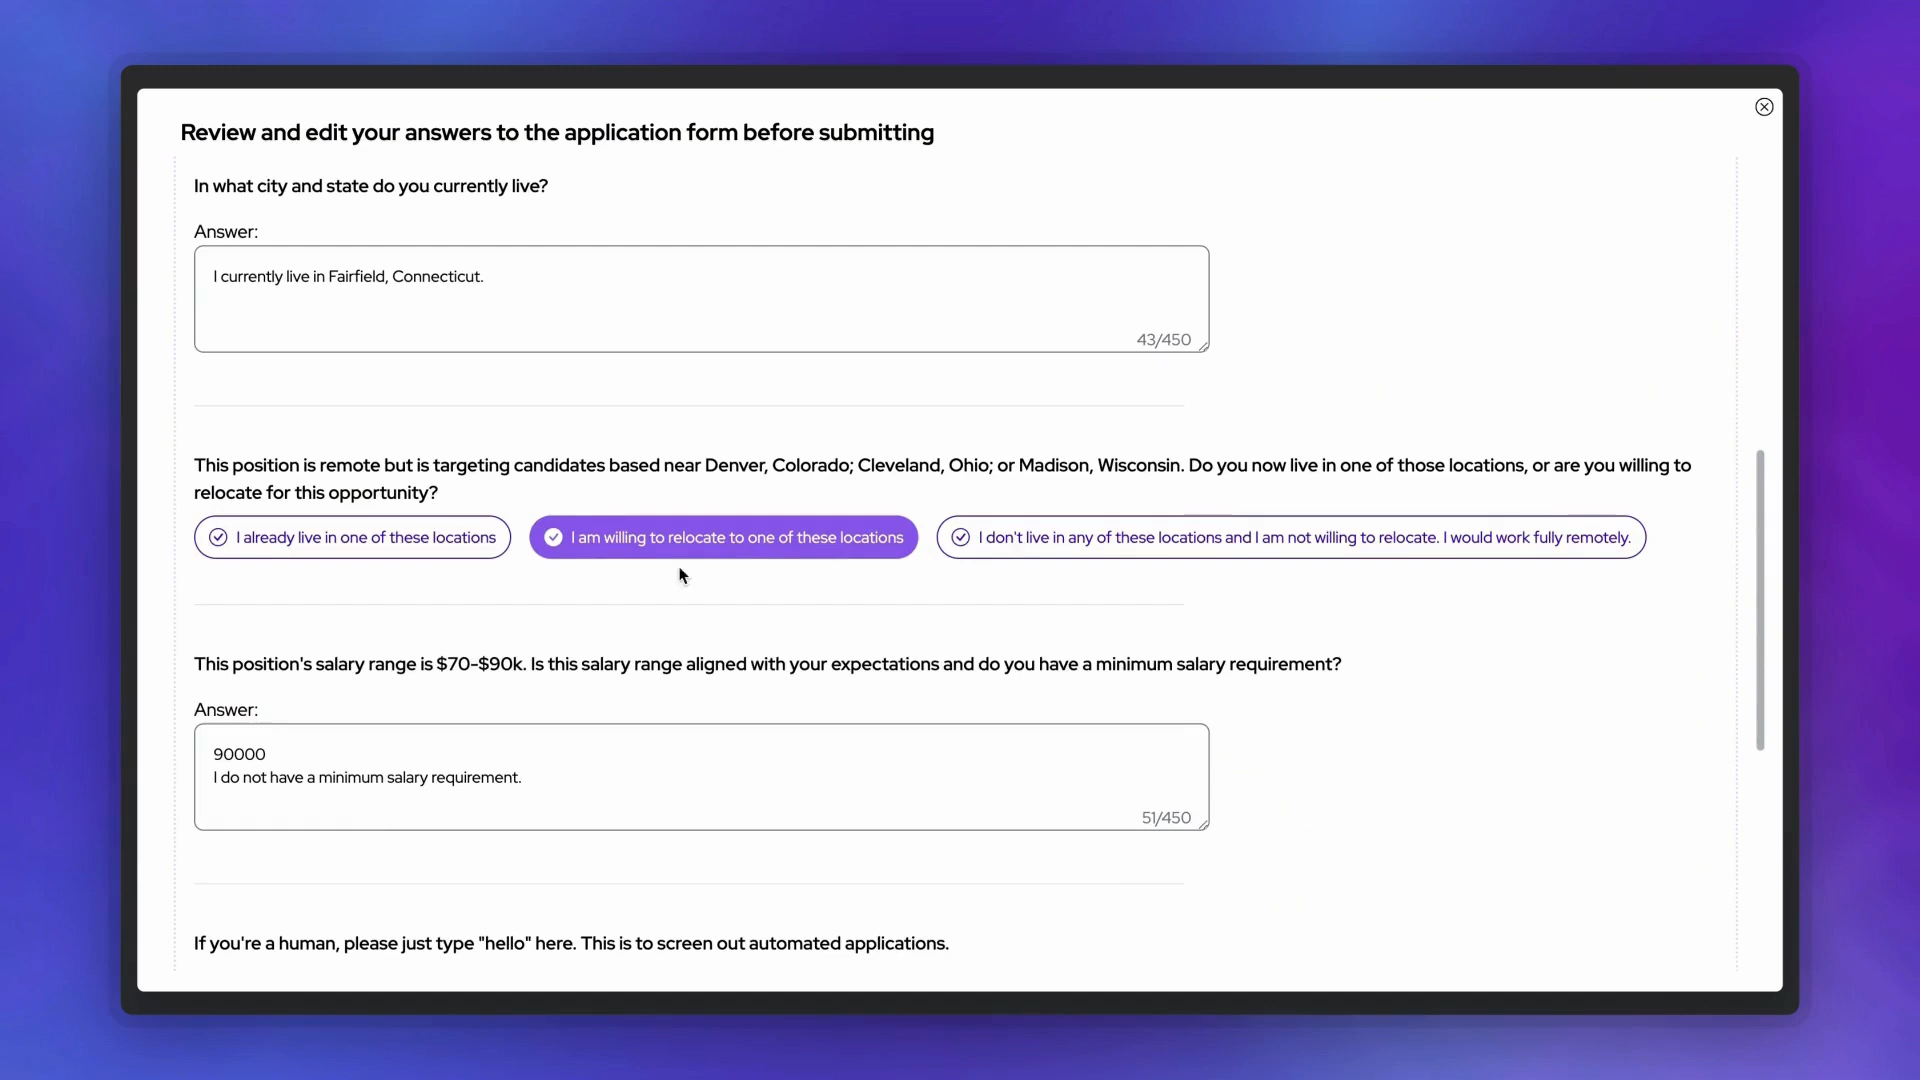 Review and edit your answers to the application form before submitting
In what city and state do you currently live?
Answer:
I currently live in Fairfield, Connecticut.
43/450
This position is remote but is targeting candidates based near Denver, Colorado; Cleveland, Ohio; or Madison, Wisconsin. Do you now live in one of those locations, or are you willing to
relocate for this opportunity?
I already live in one of these locations
I am willing to relocate to one of these locations
I don't live in any of these locations and I am not willing to relocate. I would work fully remotely.
This position's salary range is $70-$90k. Is this salary range aligned with your expectations and do you have a minimum salary requirement?
Answer:
90000
I do not have a minimum salary requirement.
51/450
If you're a human, please just type "hello" here. This is to screen out automated applications.